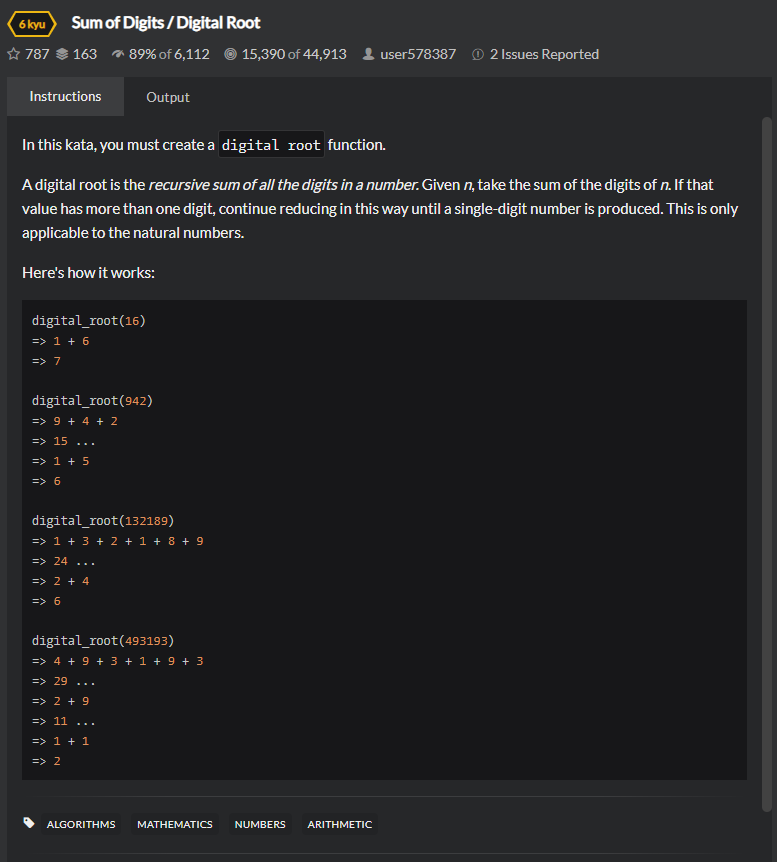 6 kyu Sum of Digits / Digital Root
787 163 89% of 6,112 15,390 of 44,913 user578387 2 Issues Reported
Instructions Output
In this kata, you must create a digital root function.
A digital root is the recursive sum of all the digits in a number. Given n, take the sum of the digits of n. If that
value has more than one digit, continue reducing in this way until a single-digit number is produced. This is only
applicable to the natural numbers.
Here's how it works:
digital_root(16)
=> 1 + 6
=> 7
digital_root(942)
=> 9 + 4 + 2
=> 15 ...
=> 1 + 5
=> 6
digital_root(132189)
=> 1 + 3 + 2 + 1 + 8 + 9
=> 24 ...
=> 2 + 4
=> 6
digital_root(493193)
=> 4 + 9 + 3 + 1 + 9 + 3
=> 29 ...
=> 2 + 9
=> 11 ...
=> 1 + 1
=> 2
ALGORITHMS MATHEMATICS NUMBERS ARITHMETIC